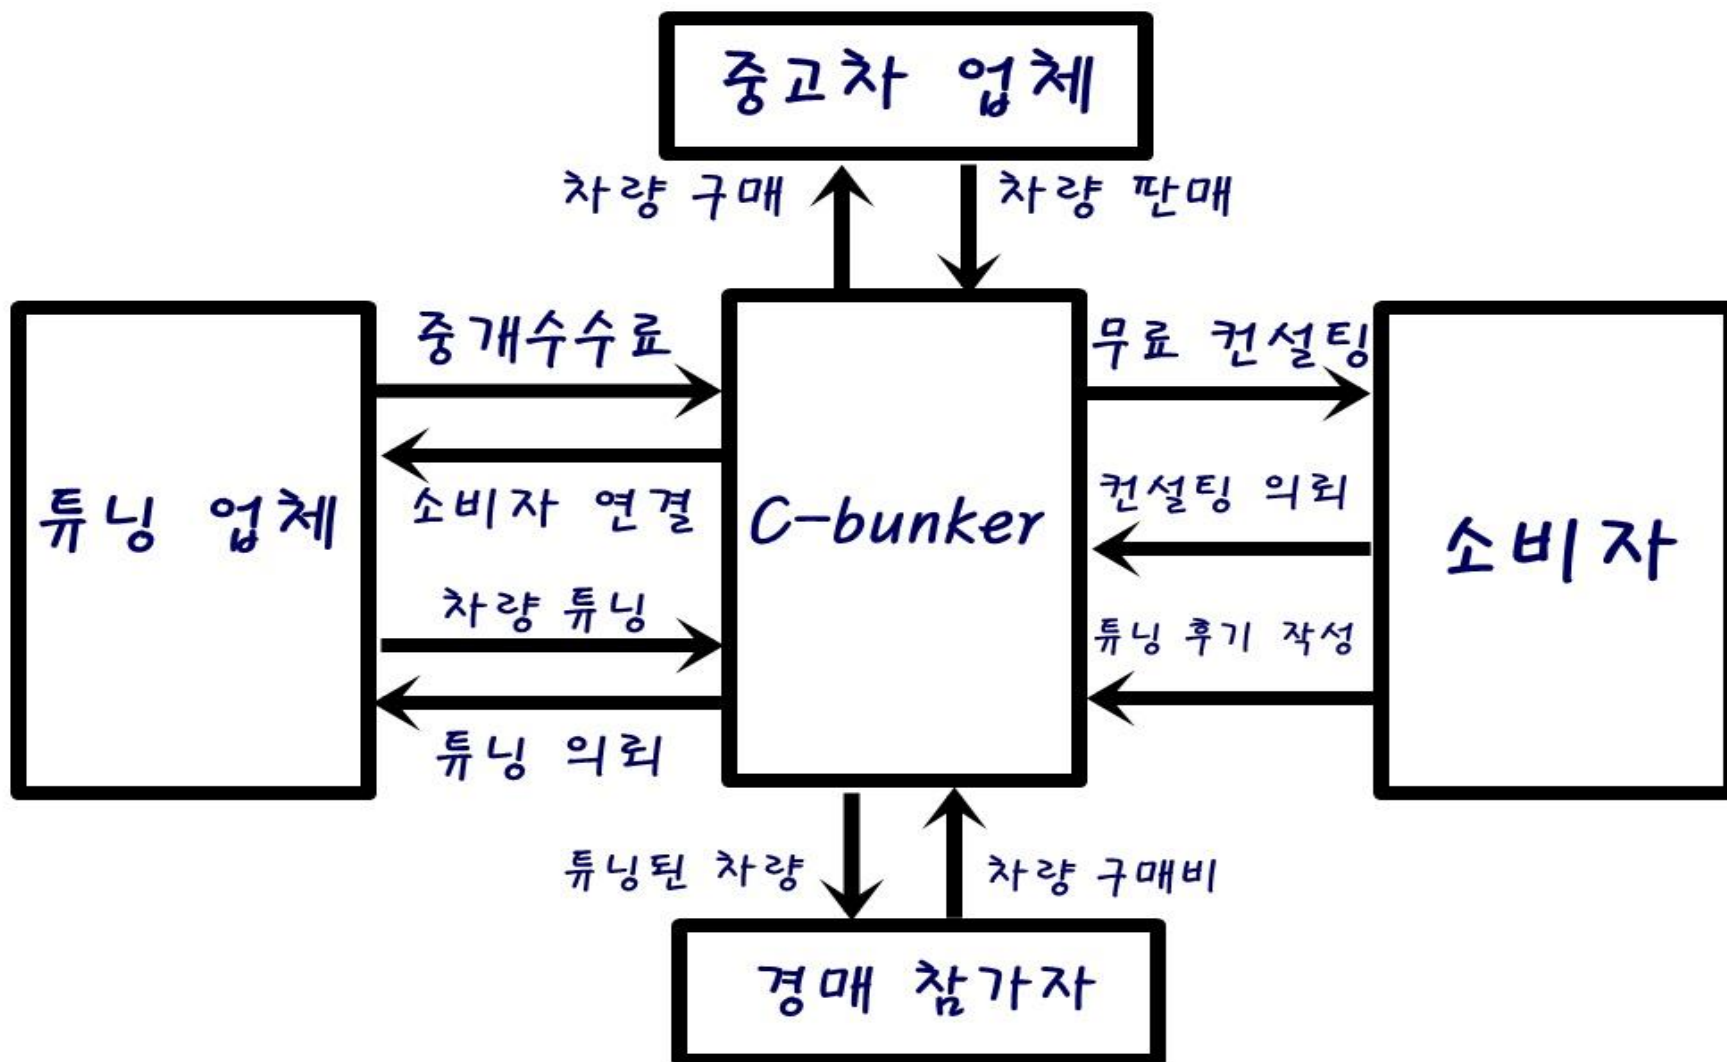 중고차 업체
차량 구매
차량 판매
중개수수료
무료 컨설팅
튜닝 업체
소비자 연결
C-bunker
컨설팅 의뢰
소비자
차량 튜닝
튜닝 후기 작성
튜닝 의뢰
튜닝된 차량
차량 구매비
경매 참가자